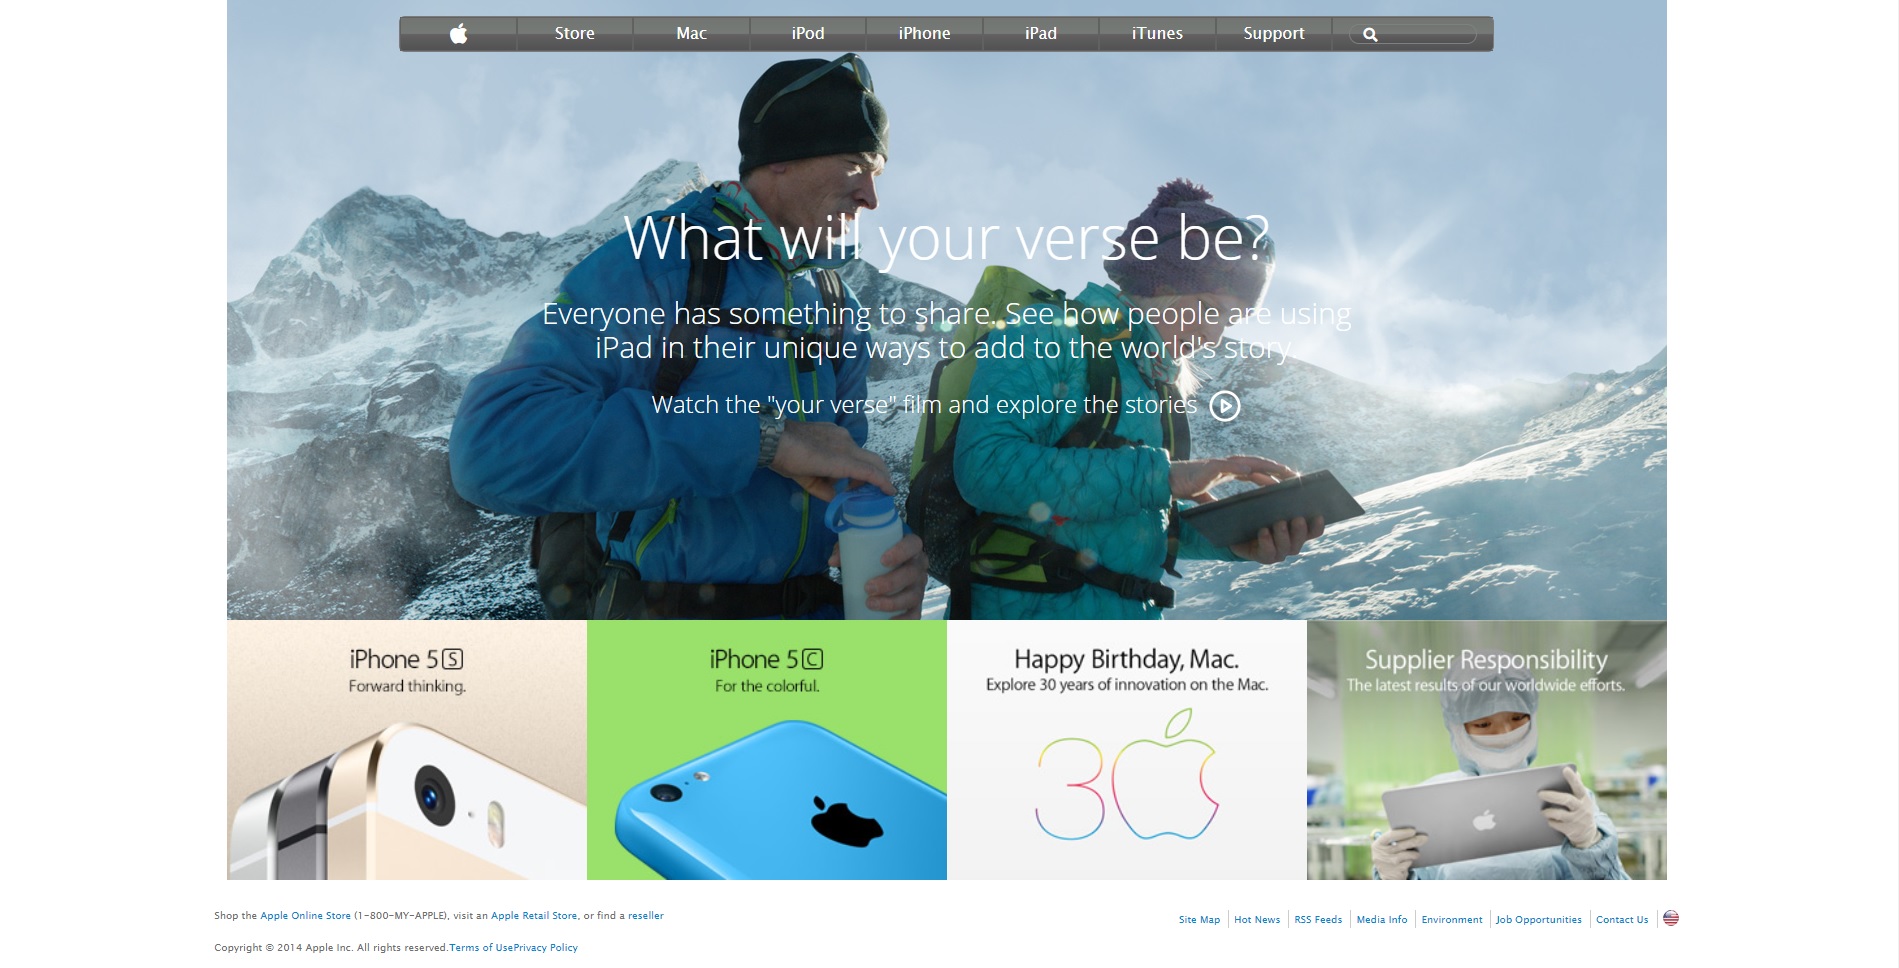 Store
Mac
iPod
iPhone
iPad
iTunes
Support
What will your verse be?
Everyone has something to share. See how people are using
iPad in their unique ways to add to the world's story.
Watch the "your verse" film and explore the stories
iPhone 5S
Forward thinking.
iPhone 5C
For the colorful.
Happy Birthday, Mac.
Explore 30 years of innovation on the Mac.
30
Supplier Responsibility
The latest results of our worldwide efforts.
Shop the Apple Online Store (1-800-MY-APPLE), visit an Apple Retail Store, or find a reseller
Site Map
Hot News
RSS Feeds
Media Info
Environment
Job Opportunities
Contact Us
Copyright © 2014 Apple Inc. All rights reserved.Terms of UsePrivacy Policy